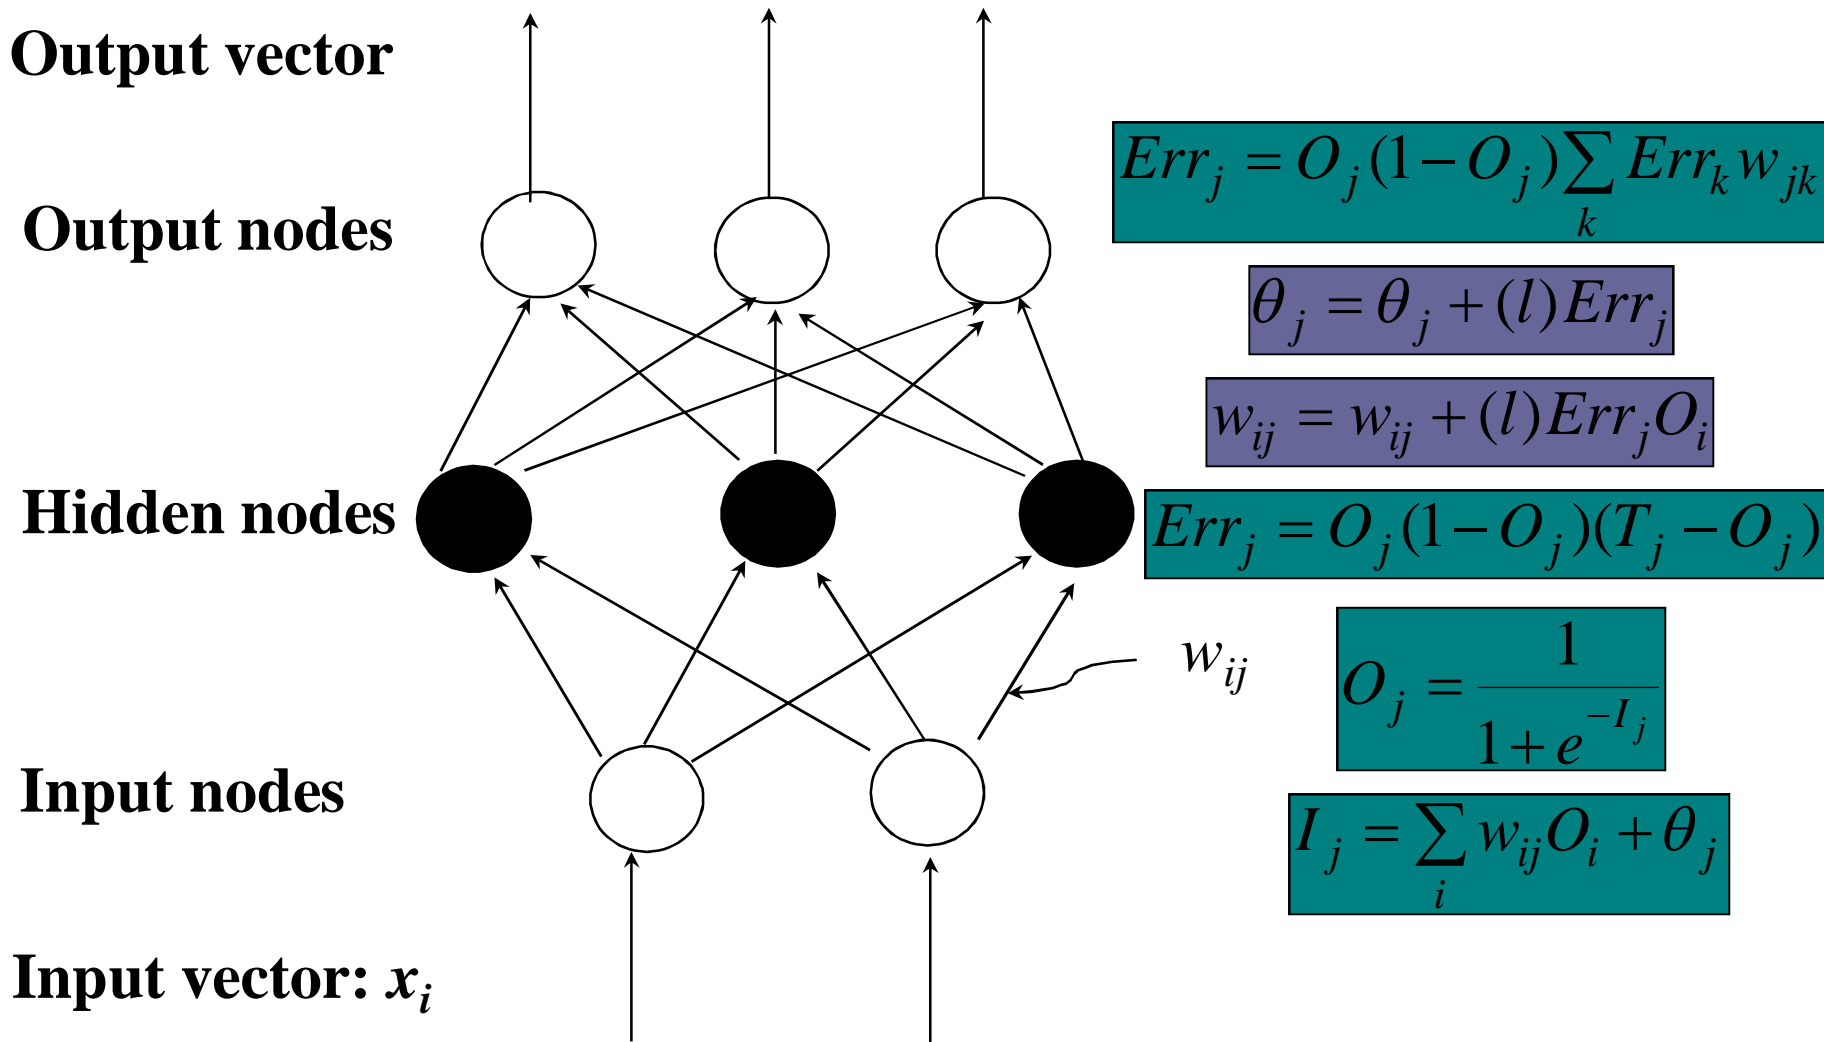 Output vector
Output nodes
Hidden nodes
Input nodes
Input vector: x_i
Err_j = O_j (1 − O_j) ∑_k Err_k w_jk
θ_j = θ_j + (l) Err_j
w_ij = w_ij + (l) Err_j O_i
Err_j = O_j (1 − O_j)(T_j − O_j)
w_ij
O_j = 1 / (1 + e^(−I_j))
I_j = ∑_i w_ij O_i + θ_j